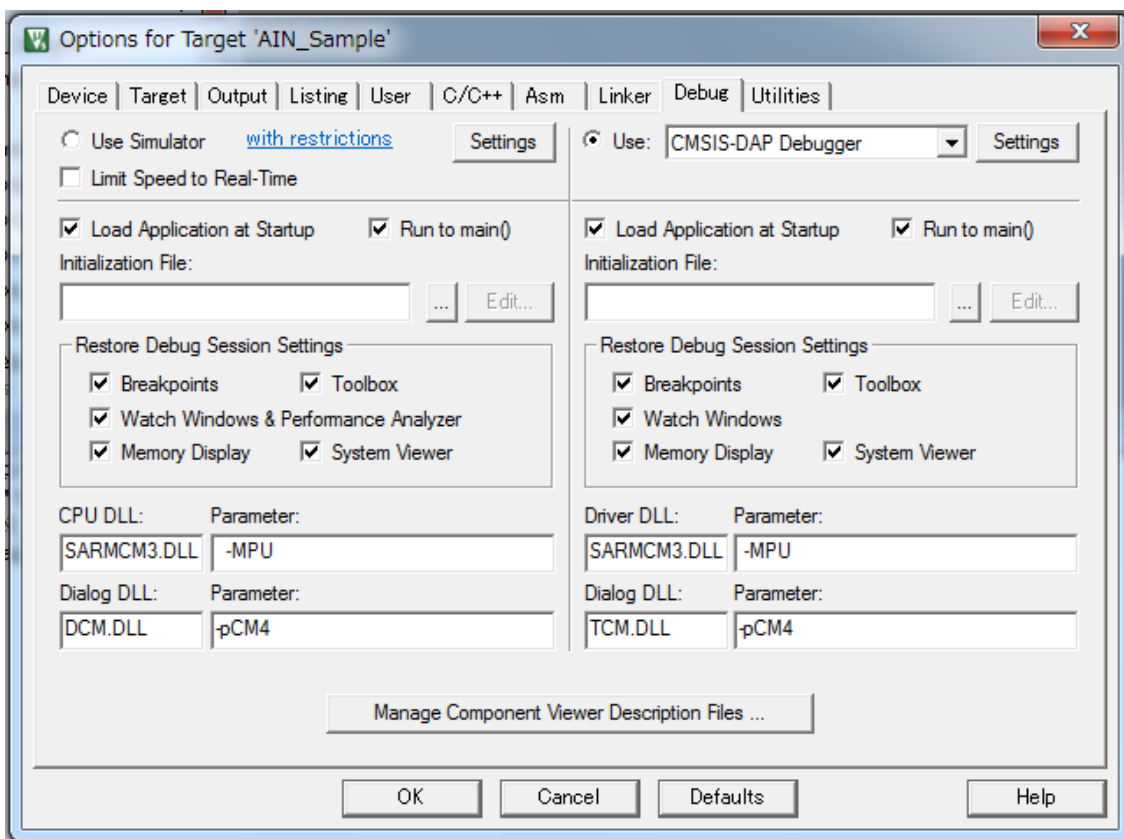 Options for Target 'AIN_Sample'
Device Target Output Listing User C/C++ Asm Linker Debug Utilities
Use Simulator with restrictions Settings
Limit Speed to Real-Time
Load Application at Startup Run to main()
Initialization File:
... Edit...
Restore Debug Session Settings
Breakpoints Toolbox
Watch Windows & Performance Analyzer
Memory Display System Viewer
CPU DLL: Parameter:
SARMCM3.DLL -MPU
Dialog DLL: Parameter:
DCM.DLL -pCM4
Use: CMSIS-DAP Debugger Settings
Load Application at Startup Run to main()
Initialization File:
... Edit...
Restore Debug Session Settings
Breakpoints Toolbox
Watch Windows
Memory Display System Viewer
Driver DLL: Parameter:
SARMCM3.DLL -MPU
Dialog DLL: Parameter:
TCM.DLL -pCM4
Manage Component Viewer Description Files ...
OK Cancel Defaults Help